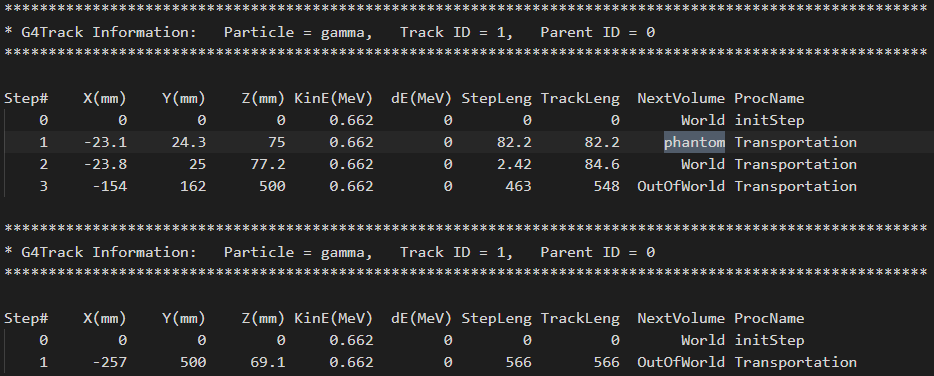 *********************************************************************************************************
* G4Track Information:   Particle = gamma,   Track ID = 1,   Parent ID = 0
*********************************************************************************************************

Step#    X(mm)    Y(mm)    Z(mm) KinE(MeV)  dE(MeV) StepLeng TrackLeng  NextVolume ProcName
    0        0        0        0     0.662        0        0         0       World initStep
    1    -23.1     24.3       75     0.662        0     82.2      82.2     phantom Transportation
    2    -23.8       25     77.2     0.662        0     2.42      84.6       World Transportation
    3     -154      162      500     0.662        0      463       548  OutOfWorld Transportation

*********************************************************************************************************
* G4Track Information:   Particle = gamma,   Track ID = 1,   Parent ID = 0
*********************************************************************************************************

Step#    X(mm)    Y(mm)    Z(mm) KinE(MeV)  dE(MeV) StepLeng TrackLeng  NextVolume ProcName
    0        0        0        0     0.662        0        0         0       World initStep
    1     -257      500     69.1     0.662        0      566       566  OutOfWorld Transportation